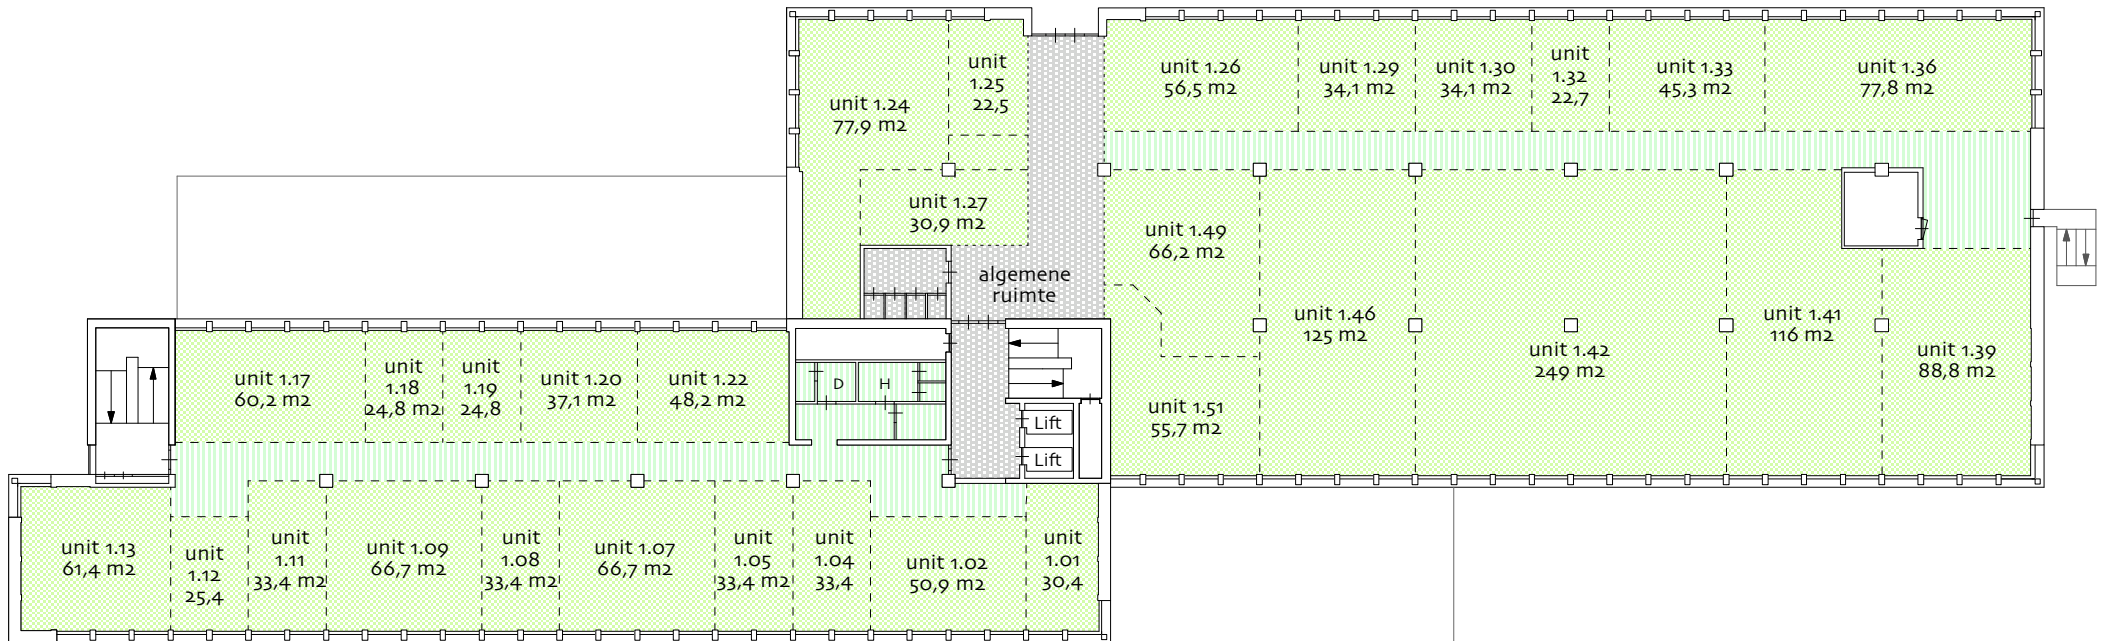 unit 1.24
77,9 m2
unit
1.25
22,5
unit 1.26
56,5 m2
unit 1.29
34,1 m2
unit 1.30
34,1 m2
unit
1.32
22,7
unit 1.33
45,3 m2
unit 1.36
77,8 m2
unit 1.27
30,9 m2
algemene
ruimte
unit 1.49
66,2 m2
unit 1.46
125 m2
unit 1.42
249 m2
unit 1.41
116 m2
unit 1.39
88,8 m2
unit 1.51
55,7 m2
unit 1.17
60,2 m2
unit
1.18
24,8 m2
unit
1.19
24,8
unit 1.20
37,1 m2
unit 1.22
48,2 m2
D
H
Lift
Lift
unit 1.13
61,4 m2
unit
1.12
25,4
unit
1.11
33,4 m2
unit 1.09
66,7 m2
unit
1.08
33,4 m2
unit 1.07
66,7 m2
unit
1.05
33,4 m2
unit
1.04
33,4
unit 1.02
50,9 m2
unit
1.01
30,4